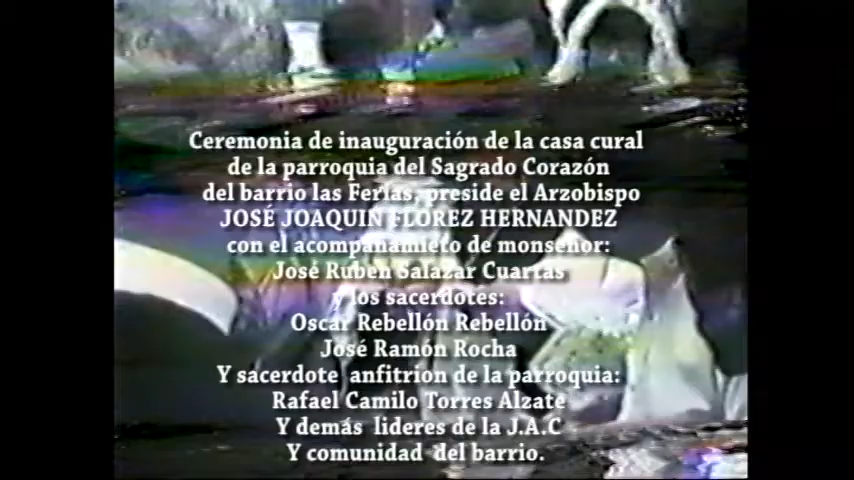 Ceremonia de inauguración de la casa cural
de la parroquia del Sagrado Corazón
del barrio las Ferias, preside el Arzobispo
JOSÉ JOAQUIN FLOREZ HERNANDEZ
con el acompañamieto de monseñor:
José Ruben Salazar Cuartas
y los sacerdotes:
Oscar Rebellón Rebellón
José Ramón Rocha
Y sacerdote anfitrion de la parroquia:
Rafael Camilo Torres Alzate
Y demás lideres de la J.A.C
Y comunidad del barrio.